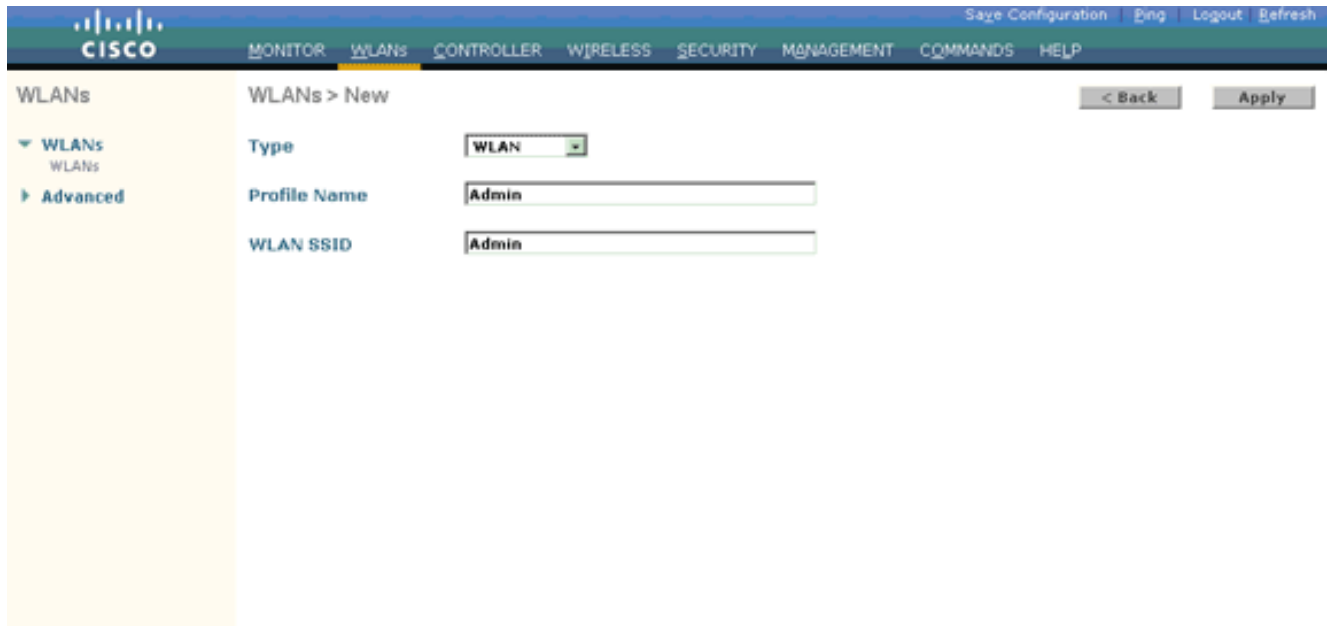 Save Configuration | Ping | Logout | Refresh
CISCO
MONITOR WLANs CONTROLLER WIRELESS SECURITY MANAGEMENT COMMANDS HELP
WLANs
WLANs > New
< Back
Apply
WLANs
WLANs
Advanced
Type
WLAN
Profile Name
Admin
WLAN SSID
Admin